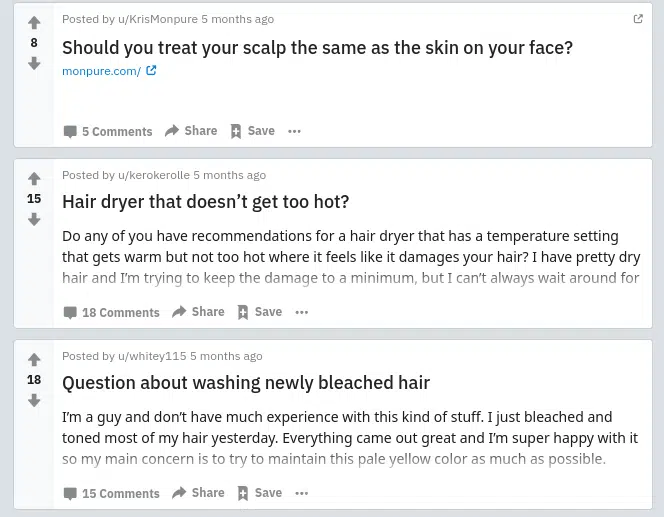 Posted by u/KrisMonpure 5 months ago
8
Should you treat your scalp the same as the skin on your face?
monpure.com/
5 Comments Share Save ...
Posted by u/kerokerolle 5 months ago
15
Hair dryer that doesn’t get too hot?
Do any of you have recommendations for a hair dryer that has a temperature setting
that gets warm but not too hot where it feels like it damages your hair? I have pretty dry
hair and I’m trying to keep the damage to a minimum, but I can’t always wait around for
18 Comments Share Save ...
Posted by u/whitey115 5 months ago
18
Question about washing newly bleached hair
I’m a guy and don’t have much experience with this kind of stuff. I just bleached and
toned most of my hair yesterday. Everything came out great and I’m super happy with it
so my main concern is to try to maintain this pale yellow color as much as possible.
15 Comments Share Save ...